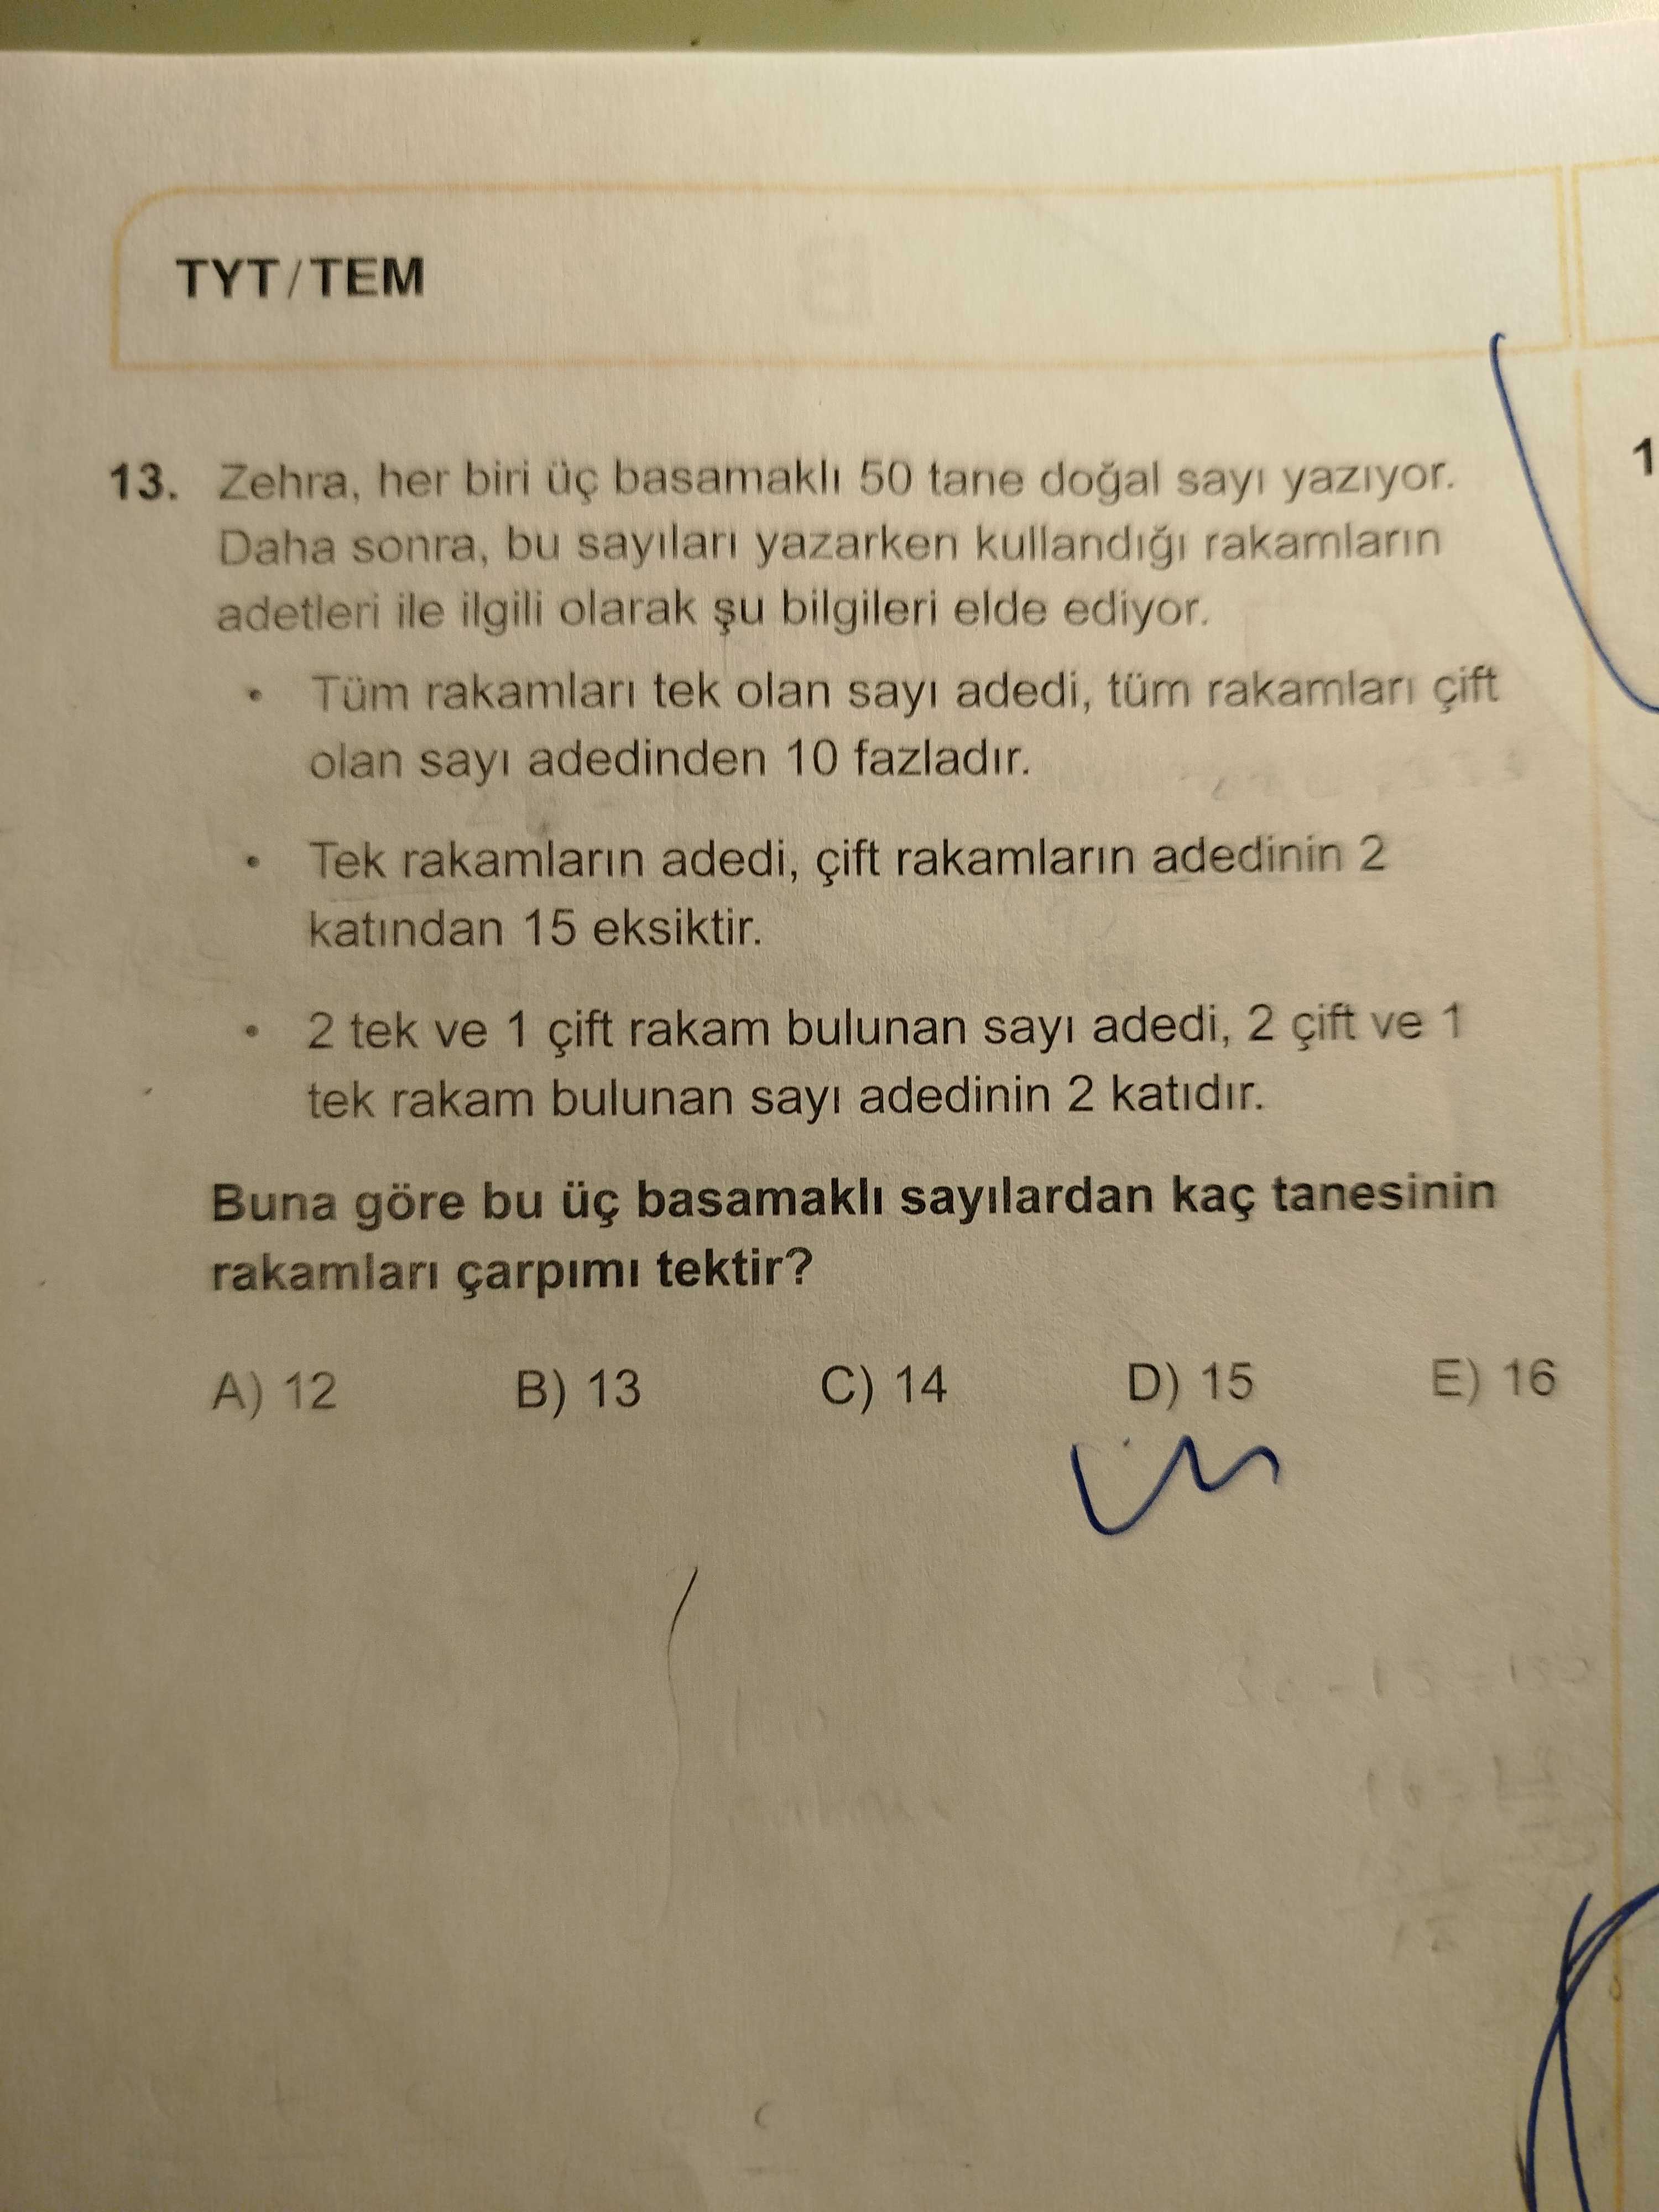 TYT/TEM
13. Zehra, her biri üç basamaklı 50 tane doğal sayı yazıyor.
Daha sonra, bu sayıları yazarken kullandığı rakamların
adetleri ile ilgili olarak şu bilgileri elde ediyor.
• Tüm rakamları tek olan sayı adedi, tüm rakamları çift
olan sayı adedinden 10 fazladır.
• Tek rakamların adedi, çift rakamların adedinin 2
katından 15 eksiktir.
• 2 tek ve 1 çift rakam bulunan sayı adedi, 2 çift ve 1
tek rakam bulunan sayı adedinin 2 katıdır.
Buna göre bu üç basamaklı sayılardan kaç tanesinin
rakamları çarpımı tektir?
A) 12 B) 13 C) 14 D) 15 E) 16
1